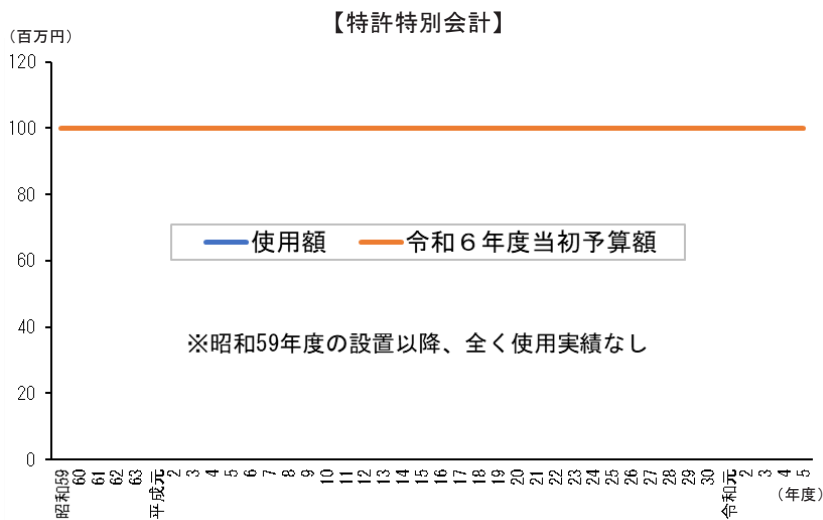 【特許特別会計】
（百万円）
120
100
80
60
40
20
0
使用額 令和６年度当初予算額
※昭和59年度の設置以降、全く使用実績なし
昭和59 60 61 62 63 平成元 2 3 4 5 6 7 8 9 10 11 12 13 14 15 16 17 18 19 20 21 22 23 24 25 26 27 28 29 30 令和元 2 3 4 5
（年度）